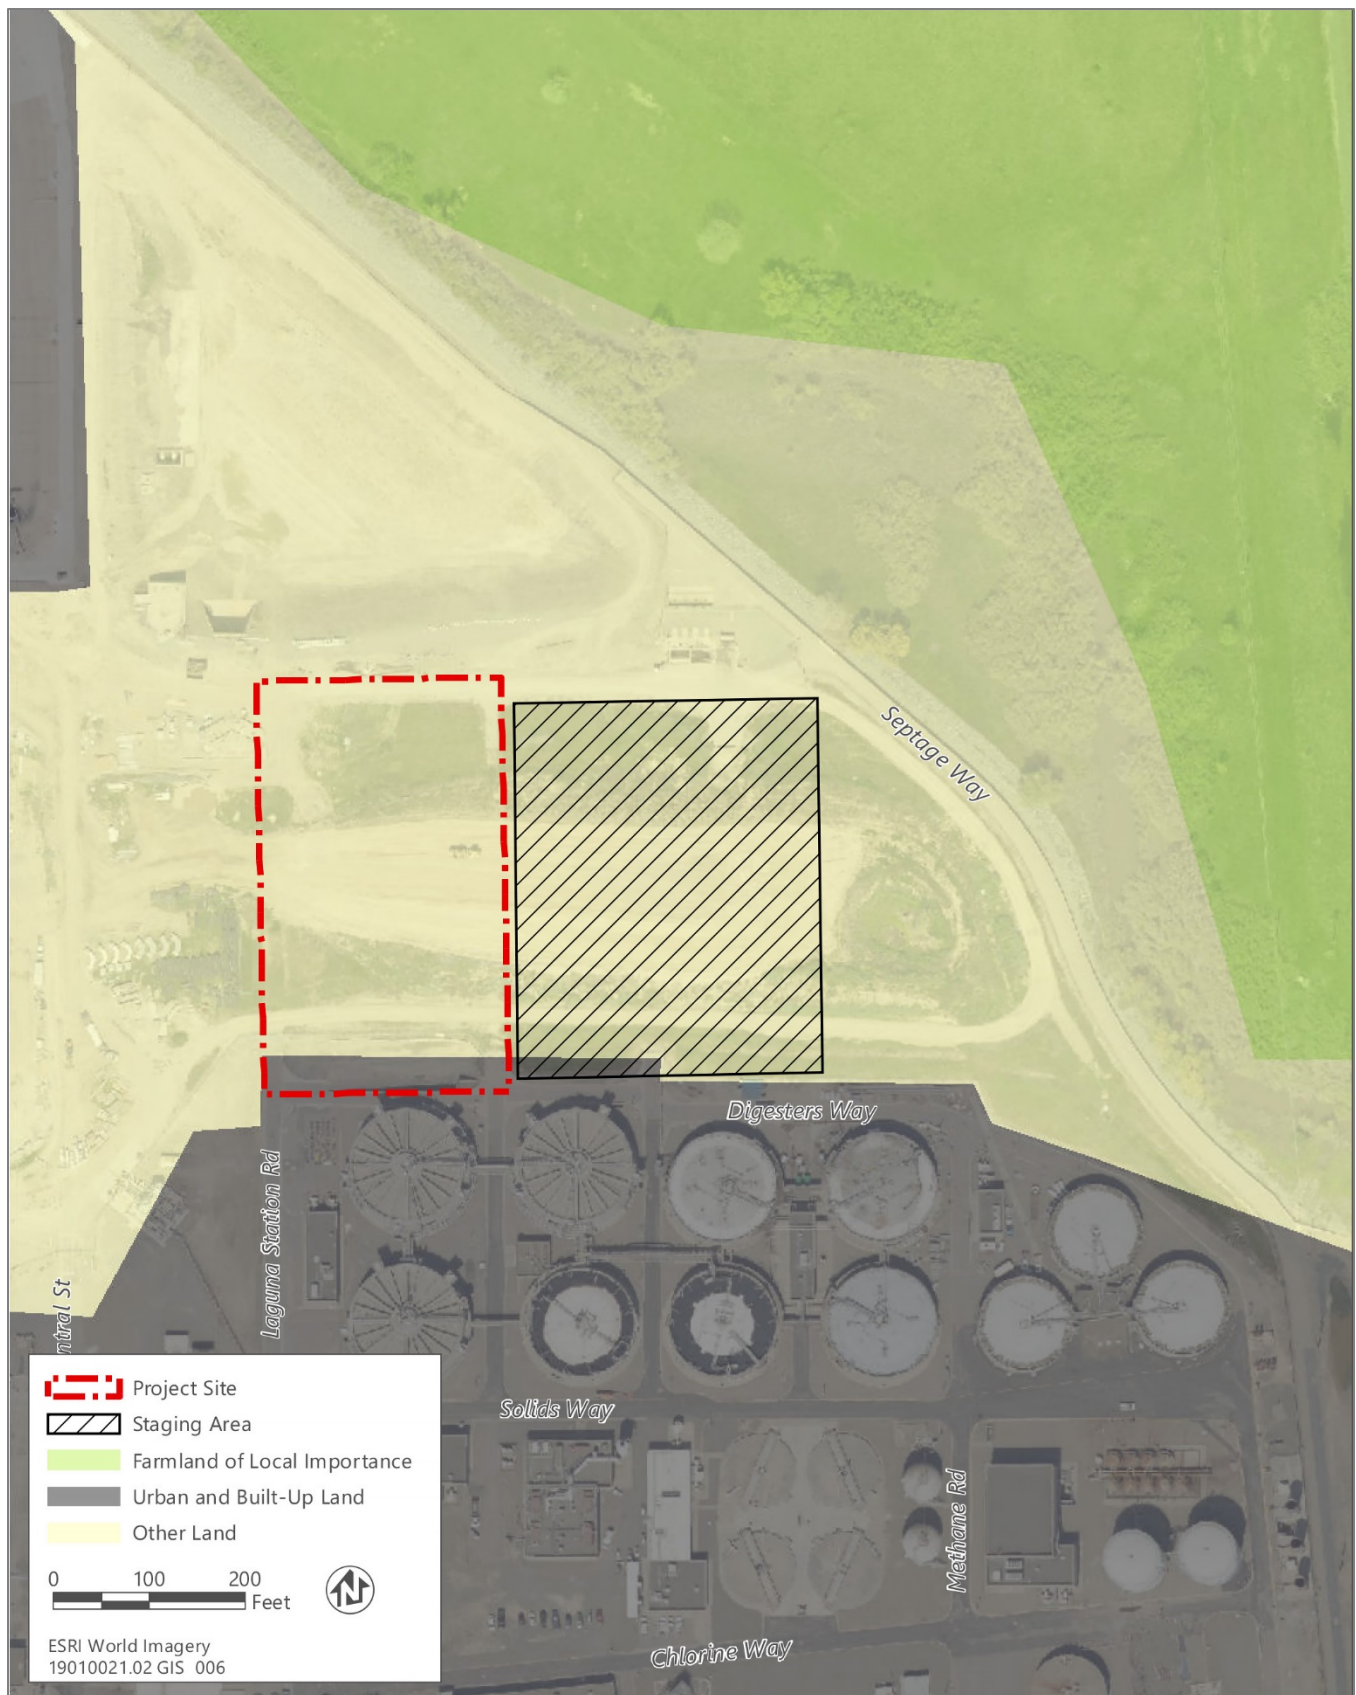 Septage Way
Digesters Way
Laguna Station Rd
ntral St
Solids Way
Methane Rd
Chlorine Way
Project Site
Staging Area
Farmland of Local Importance
Urban and Built-Up Land
Other Land
0 100 200
Feet
N
ESRI World Imagery
19010021.02 GIS 006